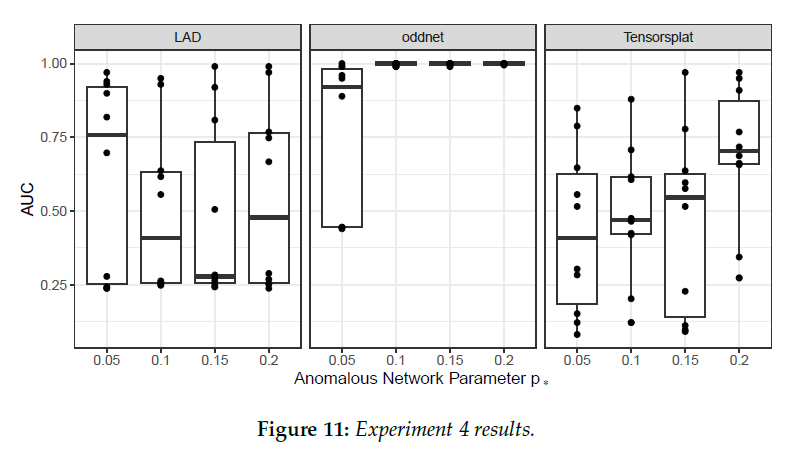 LAD oddnet Tensorsplat
1.00
0.75
0.50
0.25
AUC
0.05 0.1 0.15 0.2 0.05 0.1 0.15 0.2 0.05 0.1 0.15 0.2
Anomalous Network Parameter p *
Figure 11: Experiment 4 results.